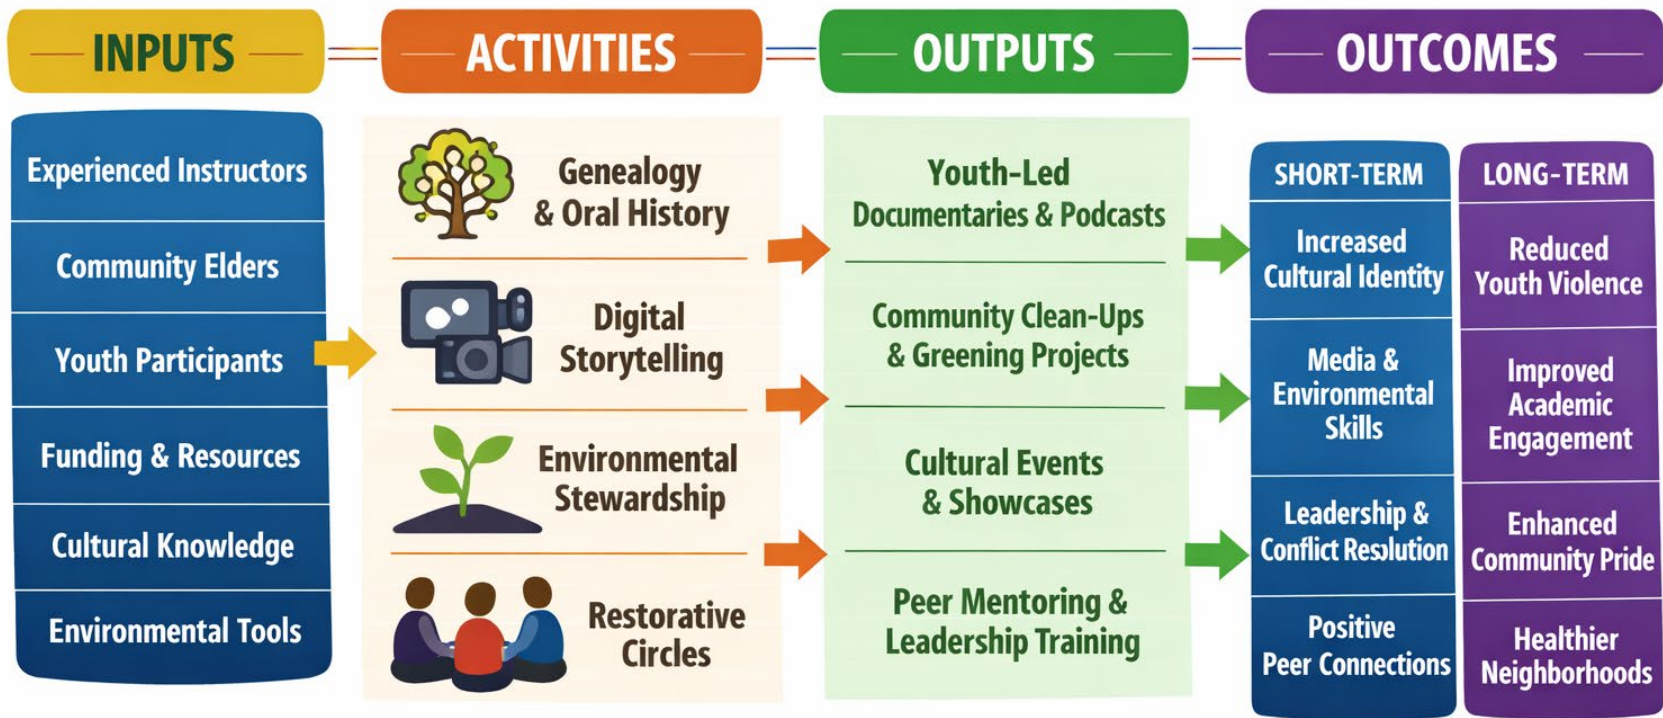 INPUTS
ACTIVITIES
OUTPUTS
OUTCOMES
Experienced Instructors
Community Elders
Youth Participants
Funding & Resources
Cultural Knowledge
Environmental Tools
Genealogy
& Oral History
Digital
Storytelling
Environmental
Stewardship
Restorative
Circles
Youth-Led
Documentaries & Podcasts
Community Clean-Ups
& Greening Projects
Cultural Events
& Showcases
Peer Mentoring &
Leadership Training
SHORT-TERM
Increased
Cultural Identity
Media &
Environmental
Skills
Leadership &
Conflict Resolution
Positive
Peer Connections
LONG-TERM
Reduced
Youth Violence
Improved
Academic
Engagement
Enhanced
Community Pride
Healthier
Neighborhoods